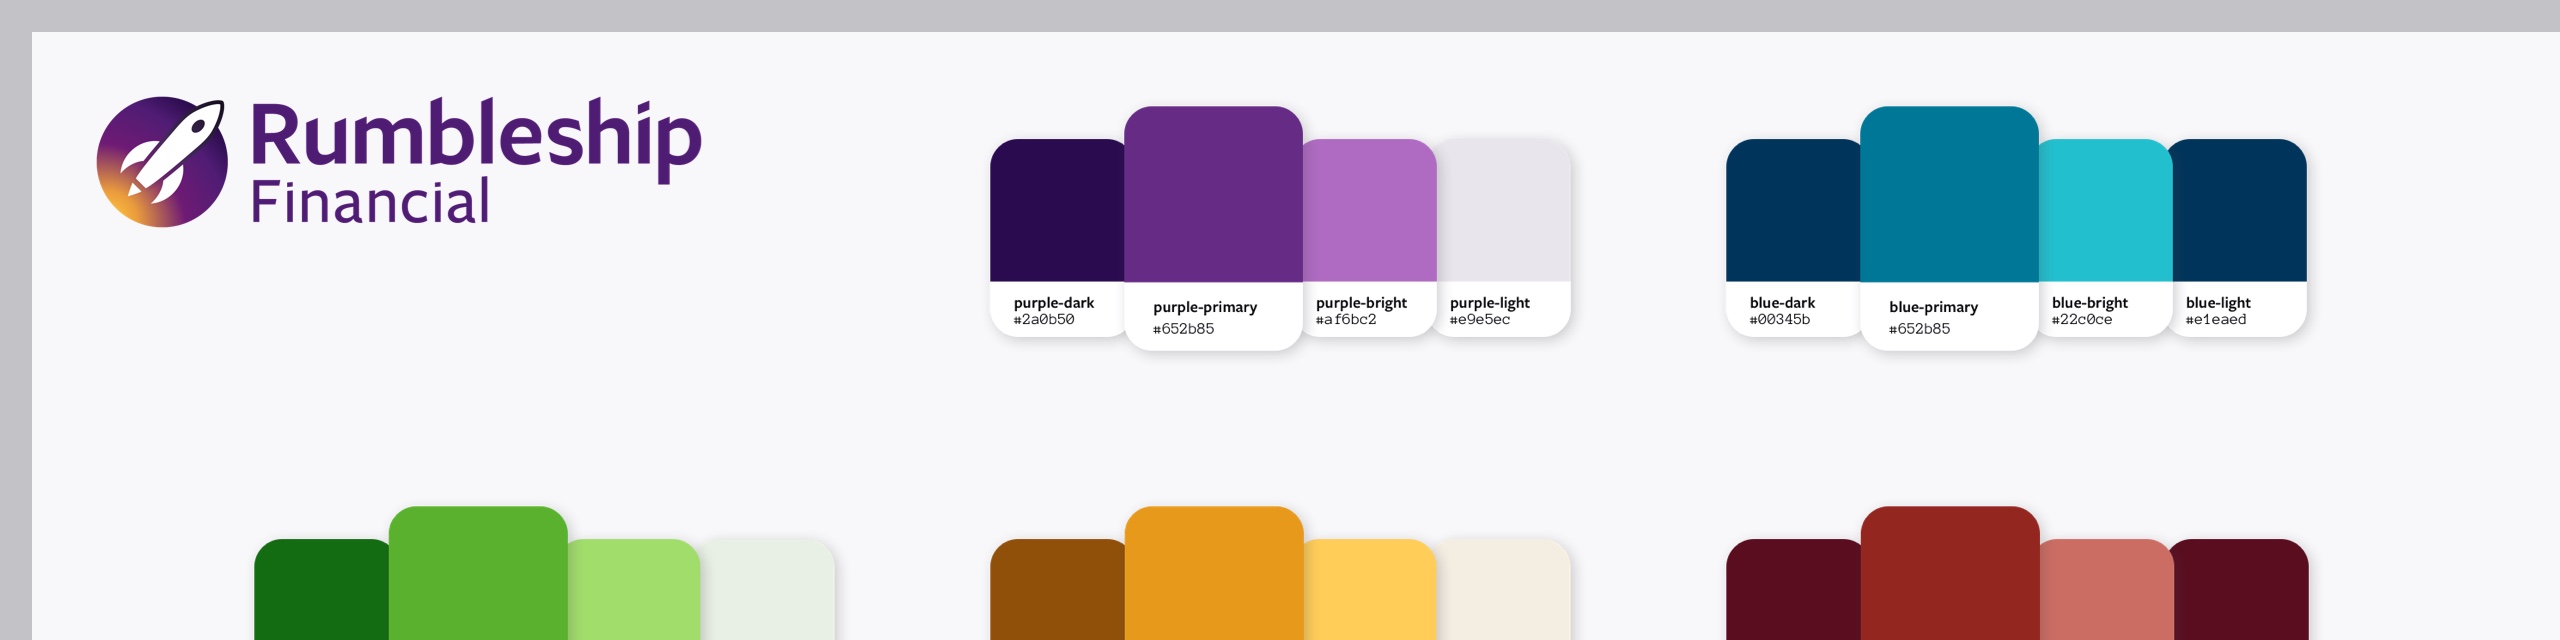 Rumbleship
Financial
purple-dark
#2a0b50
purple-primary
#652b85
purple-bright
#af6bc2
purple-light
#e9e5ec
blue-dark
#00345b
blue-primary
#652b85
blue-bright
#22c0ce
blue-light
#e1eaed